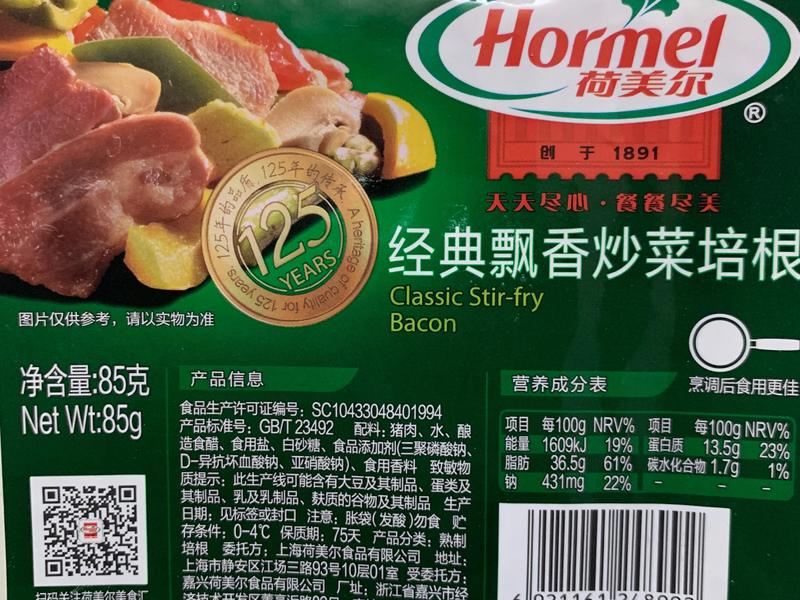 Hormel
荷美尔
®
创 于 1891
天天尽心·餐餐尽美
125年的品质, 125年的传承
125
YEARS
A heritage of quality for 125 years
经典飘香炒菜培根
Classic Stir-fry
Bacon
图片仅供参考，请以实物为准
烹调后食用更佳
净含量:85克
Net Wt:85g
产品信息
食品生产许可证编号：SC10433048401994
产品标准号：GB/T 23492 配料:猪肉、水、酿
造食醋、食用盐、白砂糖、食品添加剂(三聚磷酸钠、
D-异抗坏血酸钠、亚硝酸钠)、食用香料 致敏物
质提示：此生产线可能含有大豆及其制品、蛋类及
其制品、乳及乳制品、麸质的谷物及其制品 生产
日期：见标签或封口 注意：胀袋(发酸)勿食 贮
存条件：0-4℃ 保质期：75天 产品分类：熟制
培根 委托方：上海荷美尔食品有限公司 地址：
上海市静安区江场三路93号10层01室 受委托方：
嘉兴荷美尔食品有限公司 厂址：浙江省嘉兴市经
营养成分表
项目 每100g NRV% 项目 每100g NRV%
能量 1609kJ 19% 蛋白质 13.5g 23%
脂肪 36.5g 61% 碳水化合物 1.7g 1%
钠 431mg 22% – – –
扫码关注荷美尔美食汇